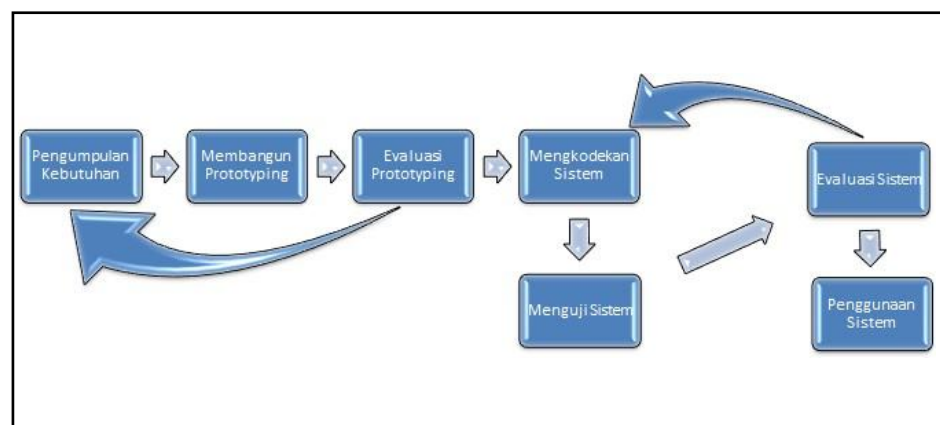 Pengumpulan
Kebutuhan
Membangun
Prototyping
Evaluasi
Prototyping
Mengkodekan
Sistem
Evaluasi Sistem
Menguji Sistem
Penggunaan
Sistem